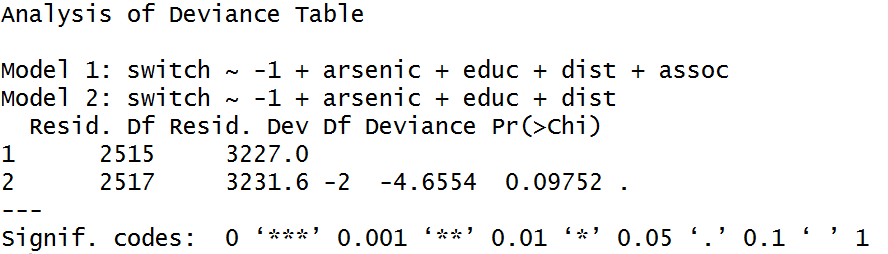 Analysis of Deviance Table

Model 1: switch ~ -1 + arsenic + educ + dist + assoc
Model 2: switch ~ -1 + arsenic + educ + dist
  Resid. Df Resid. Dev Df Deviance Pr(>Chi)
1      2515     3227.0
2      2517     3231.6 -2  -4.6554  0.09752 .
---
Signif. codes:  0 ‘***’ 0.001 ‘**’ 0.01 ‘*’ 0.05 ‘.’ 0.1 ‘ ’ 1